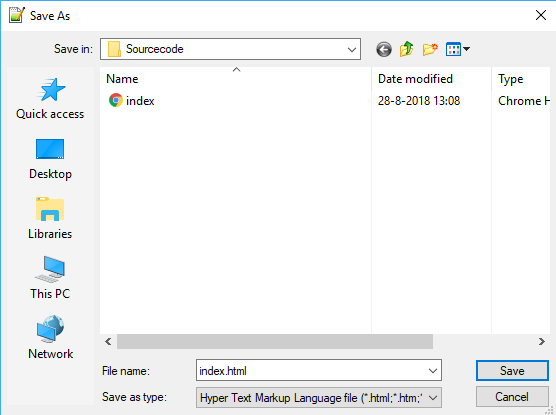 Save As
Save in: Sourcecode
Name Date modified Type
index 28-8-2018 13:08 Chrome H
Quick access
Desktop
Libraries
This PC
Network
File name: index.html Save
Save as type: Hyper Text Markup Language file (*.html;*.htm;* Cancel